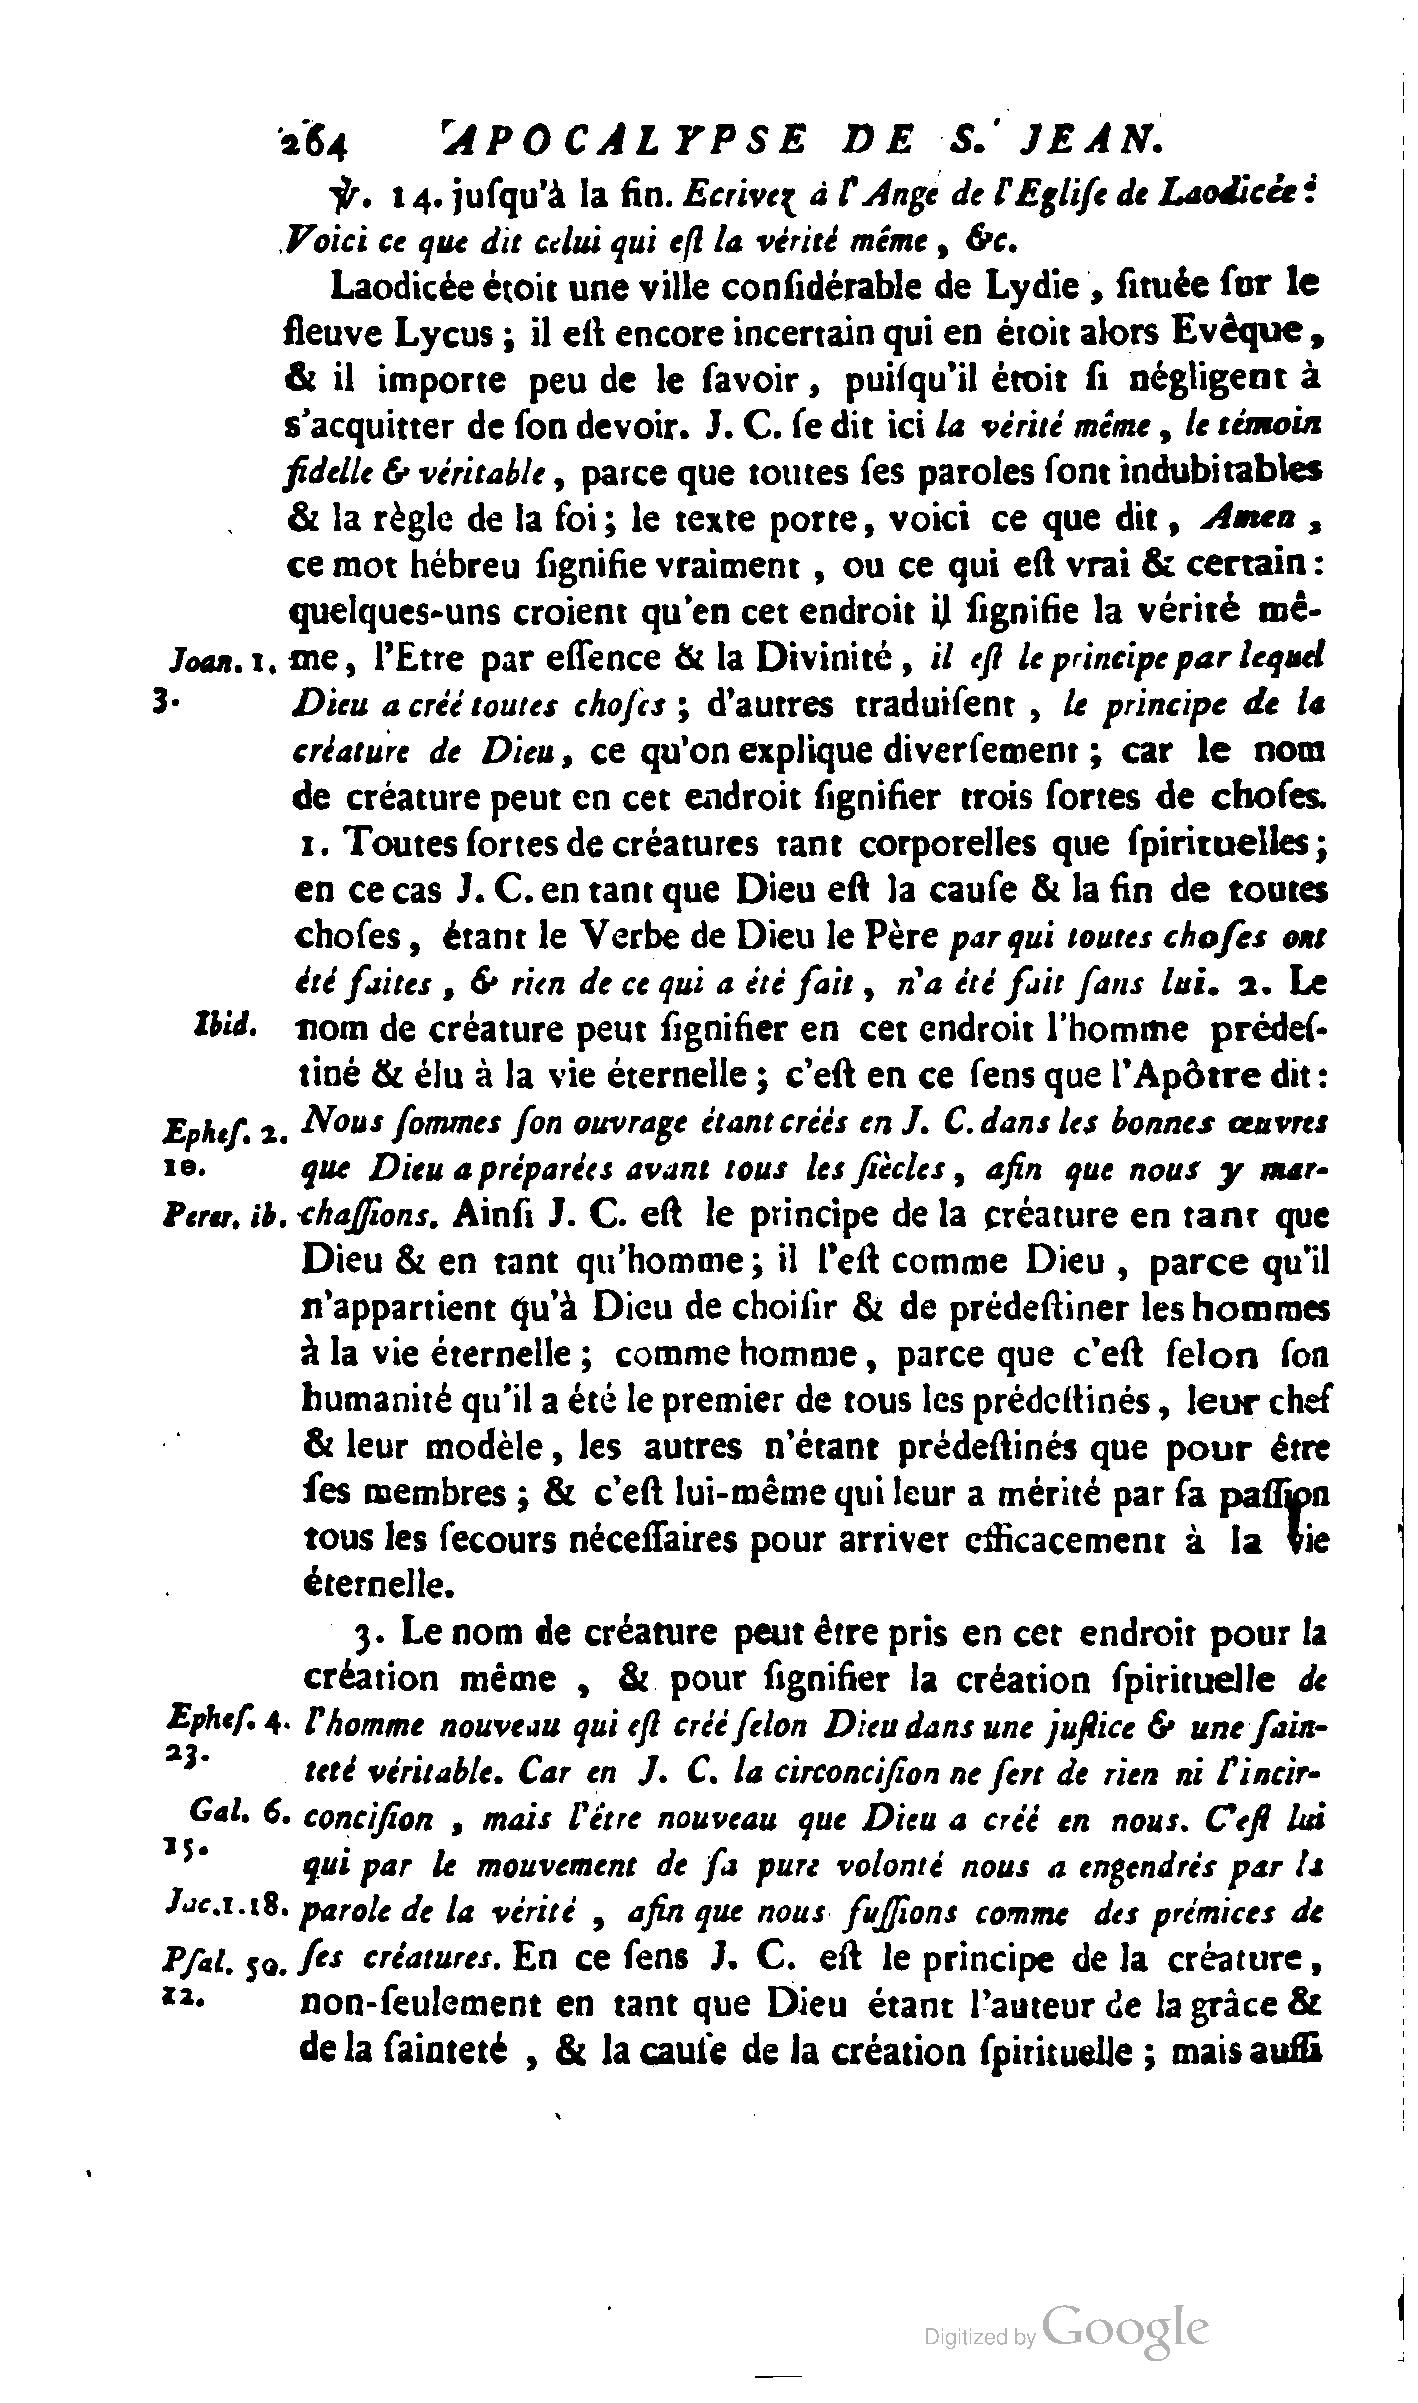 264 APOCALYPSE DE S. JEAN.
℣. 14. juſqu'à la fin. Ecrivez à l'Ange de l'Egliſe de Laodicée :
Voici ce que dit celui qui eſt la vérité même, &c.
Laodicée étoit une ville conſidérable de Lydie, ſituée ſur le
fleuve Lycus ; il eſt encore incertain qui en étoit alors Evêque,
& il importe peu de le ſavoir, puiſqu'il étoit ſi négligent à
s'acquitter de ſon devoir. J. C. ſe dit ici la vérité même, le témoin
fidelle & véritable, parce que toutes ſes paroles ſont indubitables
& la règle de la foi ; le texte porte, voici ce que dit, Amen,
ce mot hébreu ſignifie vraiment, ou ce qui eſt vrai & certain :
quelques-uns croient qu'en cet endroit il ſignifie la vérité mê-
Joan. 1. me, l'Etre par eſſence & la Divinité, il eſt le principe par lequel
3. Dieu a créé toutes choſes ; d'autres traduiſent, le principe de la
créature de Dieu, ce qu'on explique diverſement ; car le nom
de créature peut en cet endroit ſignifier trois ſortes de choſes.
1. Toutes ſortes de créatures tant corporelles que ſpirituelles ;
en ce cas J. C. en tant que Dieu eſt la cauſe & la fin de toutes
choſes, étant le Verbe de Dieu le Père par qui toutes choſes ont
été faites, & rien de ce qui a été fait, n'a été fait ſans lui. 2. Le
Ibid. nom de créature peut ſignifier en cet endroit l'homme prédeſ-
tiné & élu à la vie éternelle ; c'eſt en ce ſens que l'Apôtre dit :
Epheſ. 2. Nous ſommes ſon ouvrage étant créés en J. C. dans les bonnes œuvres
10. que Dieu a préparées avant tous les ſiècles, afin que nous y mar-
Perer. ib. chaſſions. Ainſi J. C. eſt le principe de la créature en tant que
Dieu & en tant qu'homme ; il l'eſt comme Dieu, parce qu'il
n'appartient qu'à Dieu de choiſir & de prédeſtiner les hommes
à la vie éternelle ; comme homme, parce que c'eſt ſelon ſon
humanité qu'il a été le premier de tous les prédeſtinés, leur chef
& leur modèle, les autres n'étant prédeſtinés que pour être
ſes membres ; & c'eſt lui-même qui leur a mérité par ſa paſſion
tous les ſecours néceſſaires pour arriver efficacement à la vie
éternelle.
3. Le nom de créature peut être pris en cet endroit pour la
création même, & pour ſignifier la création ſpirituelle de
Epheſ. 4. l'homme nouveau qui eſt créé ſelon Dieu dans une juſtice & une ſain-
23. teté véritable. Car en J. C. la circonciſion ne ſert de rien ni l'incir-
Gal. 6. conciſion, mais l'être nouveau que Dieu a créé en nous. C'eſt lui
15. qui par le mouvement de ſa pure volonté nous a engendrés par la
Jac.1.18. parole de la vérité, afin que nous fuſſions comme des prémices de
Pſal. 50. ſes créatures. En ce ſens J. C. eſt le principe de la créature,
12. non-ſeulement en tant que Dieu étant l'auteur de la grâce &
de la ſainteté, & la cauſe de la création ſpirituelle ; mais auſſi
Digitized by Google